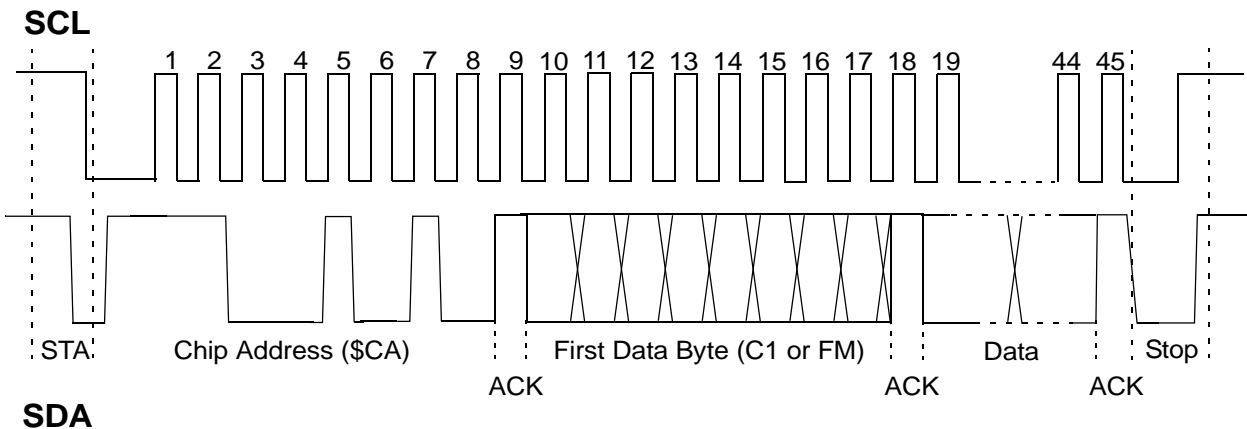 SCL
1 2 3 4 5 6 7 8 9 10 11 12 13 14 15 16 17 18 19 44 45
STA Chip Address ($CA) First Data Byte (C1 or FM) Data Stop
ACK ACK ACK
SDA